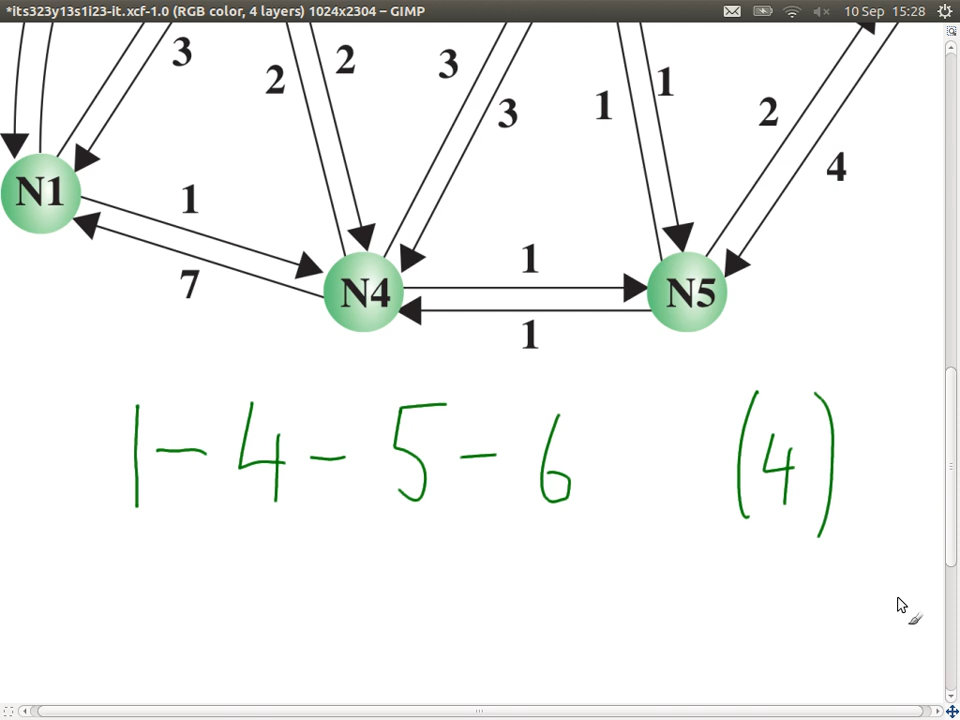 *its323y13s1i23-it.xcf-1.0 (RGB color, 4 layers) 1024x2304 – GIMP 10 Sep 15:28
3 2 2 3 3 1 1 2 4
N1 1 7 N4 1 1 N5
1 – 4 – 5 – 6 (4)